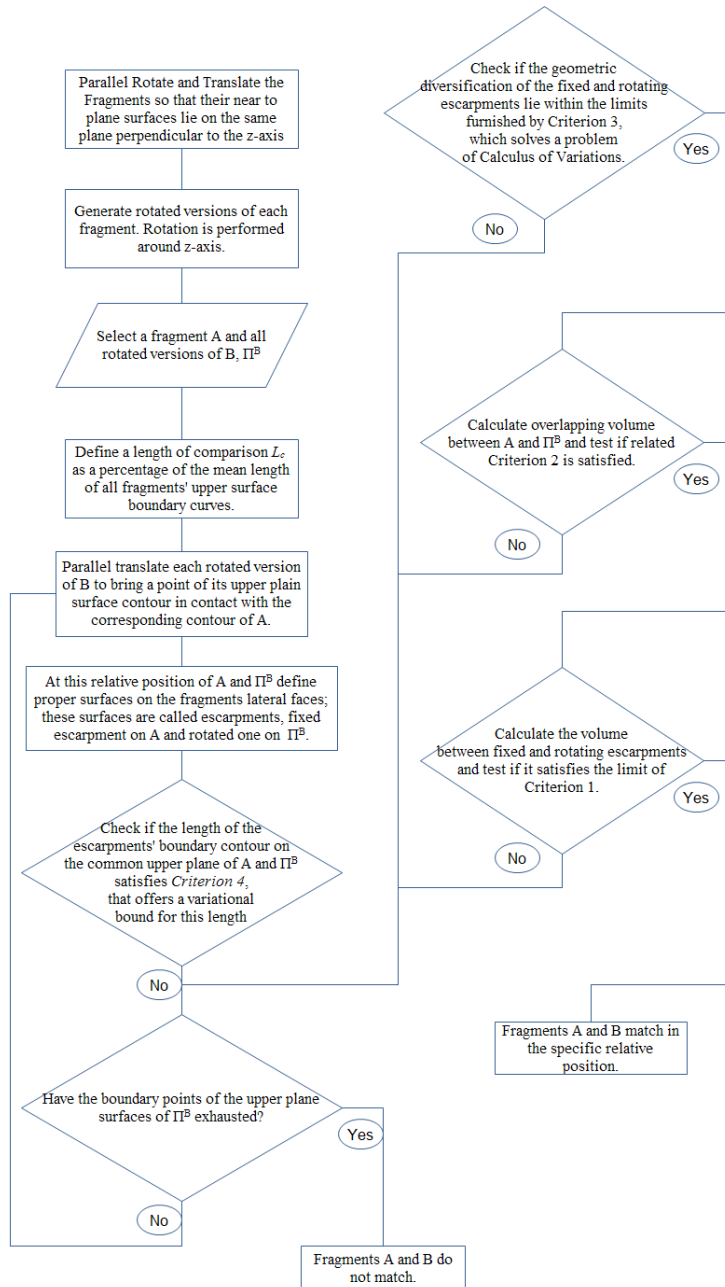 Parallel Rotate and Translate the
Fragments so that their near to
plane surfaces lie on the same
plane perpendicular to the z-axis
Generate rotated versions of each
fragment. Rotation is performed
around z-axis.
Select a fragment A and all
rotated versions of B, Πᴮ
Define a length of comparison L𝑐
as a percentage of the mean length
of all fragments' upper surface
boundary curves.
Parallel translate each rotated version
of B to bring a point of its upper plain
surface contour in contact with the
corresponding contour of A.
At this relative position of A and Πᴮ define
proper surfaces on the fragments lateral faces;
these surfaces are called escarpments, fixed
escarpment on A and rotated one on Πᴮ.
Check if the length of the
escarpments' boundary contour on
the common upper plane of A and Πᴮ
satisfies Criterion 4,
that offers a variational
bound for this length
No
Have the boundary points of the upper plane
surfaces of Πᴮ exhausted?
Yes
No
Fragments A and B do
not match.
Check if the geometric
diversification of the fixed and rotating
escarpments lie within the limits
furnished by Criterion 3,
which solves a problem
of Calculus of Variations.
Yes
No
Calculate overlapping volume
between A and Πᴮ and test if related
Criterion 2 is satisfied.
Yes
No
Calculate the volume
between fixed and rotating escarpments
and test if it satisfies the limit of
Criterion 1.
Yes
No
Fragments A and B match in
the specific relative
position.